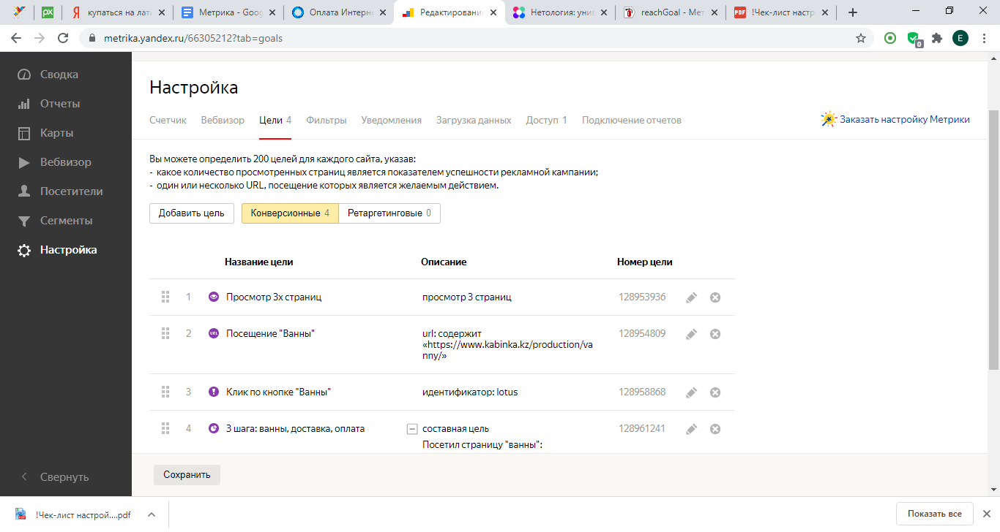 купаться на лат
Метрика - Goog
Оплата Интерн
Редактировани
Нетология: уни
reachGoal - Мет
!Чек-лист настр
metrika.yandex.ru/66305212?tab=goals
0
E
Сводка
Отчеты
Карты
Вебвизор
Посетители
Сегменты
Настройка
Свернуть
Настройка
Счетчик Вебвизор Цели 4 Фильтры Уведомления Загрузка данных Доступ 1 Подключение отчетов
Заказать настройку Метрики
Вы можете определить 200 целей для каждого сайта, указав:
- какое количество просмотренных страниц является показателем успешности рекламной кампании;
- один или несколько URL, посещение которых является желаемым действием.
Добавить цель Конверсионные 4 Ретаргетинговые 0
Название цели Описание Номер цели
1 Просмотр 3х страниц просмотр 3 страниц 128953936
2 URL Посещение "Ванны" url: содержит 128954809
«https://www.kabinka.kz/production/va
nny/»
3 Клик по кнопке "Ванны" идентификатор: lotus 128958868
4 3 шага: ванны, доставка, оплата составная цель 128961241
Посетил страницу "ванны":
Сохранить
!Чек-лист настрой....pdf
Показать все